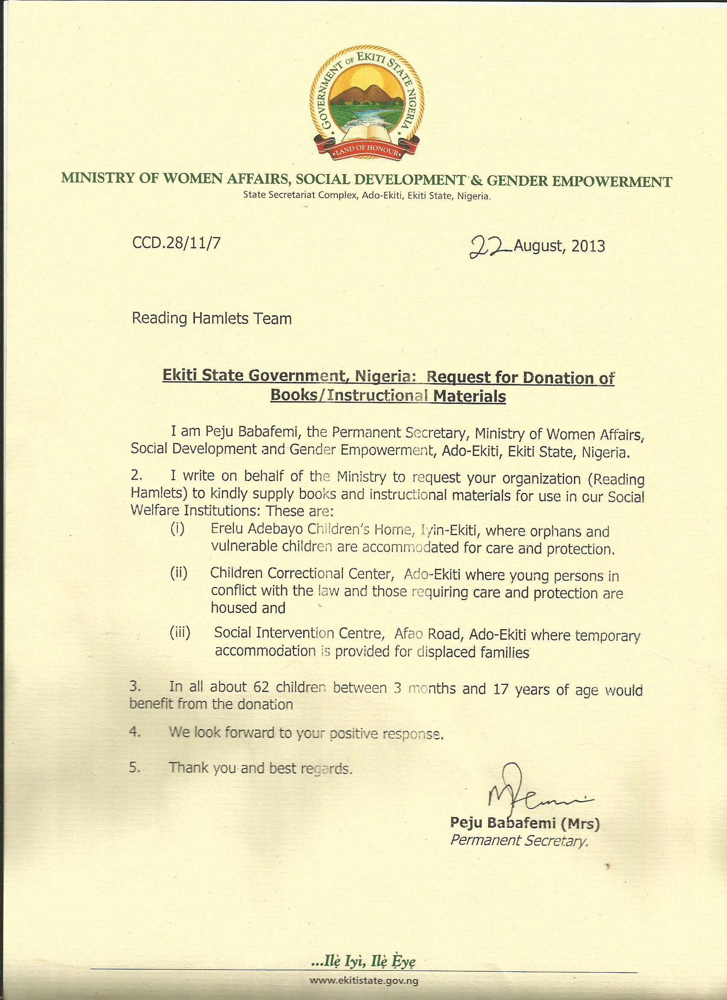 GOVERNMENT OF EKITI STATE NIGERIA
LAND OF HONOUR
MINISTRY OF WOMEN AFFAIRS, SOCIAL DEVELOPMENT & GENDER EMPOWERMENT
State Secretariat Complex, Ado-Ekiti, Ekiti State, Nigeria.
CCD.28/11/7
22 August, 2013
Reading Hamlets Team
Ekiti State Government, Nigeria: Request for Donation of
Books/Instructional Materials
I am Peju Babafemi, the Permanent Secretary, Ministry of Women Affairs,
Social Development and Gender Empowerment, Ado-Ekiti, Ekiti State, Nigeria.
2. I write on behalf of the Ministry to request your organization (Reading
Hamlets) to kindly supply books and instructional materials for use in our Social
Welfare Institutions: These are:
(i) Erelu Adebayo Children's Home, Iyin-Ekiti, where orphans and
vulnerable children are accommodated for care and protection.
(ii) Children Correctional Center, Ado-Ekiti where young persons in
conflict with the law and those requiring care and protection are
housed and
(iii) Social Intervention Centre, Afao Road, Ado-Ekiti where temporary
accommodation is provided for displaced families
3. In all about 62 children between 3 months and 17 years of age would
benefit from the donation
4. We look forward to your positive response.
5. Thank you and best regards.
Peju Babafemi (Mrs)
Permanent Secretary.
...Ilẹ̀ Iyì, Ilẹ̀ Ẹ̀yẹ
www.ekitistate.gov.ng